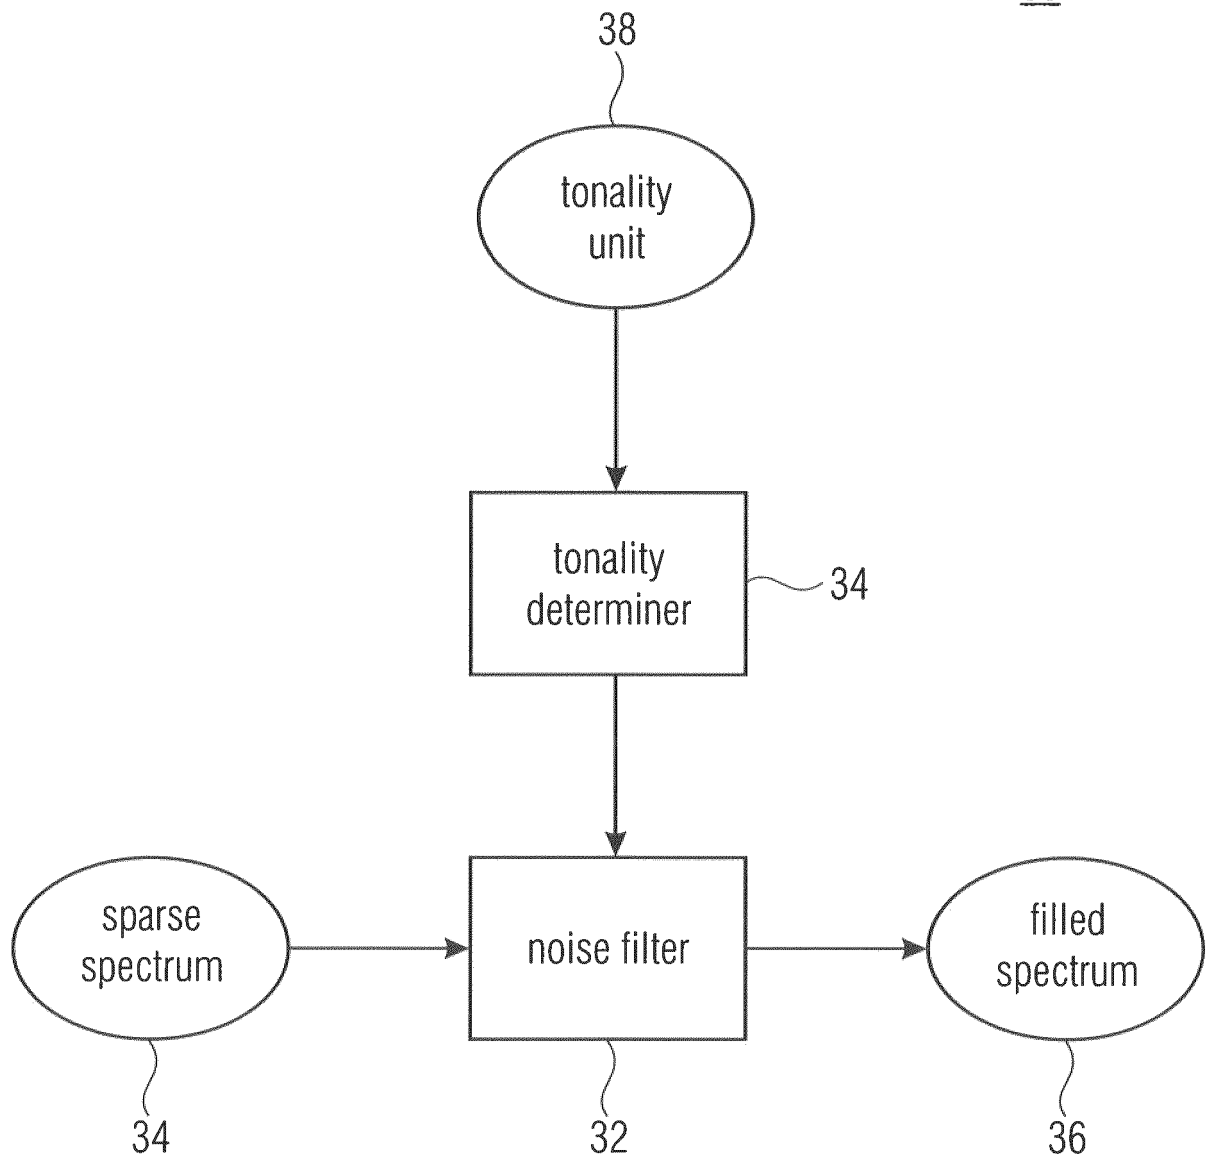 38
tonality
unit
tonality
determiner
34
sparse
spectrum
noise filter
filled
spectrum
34
32
36